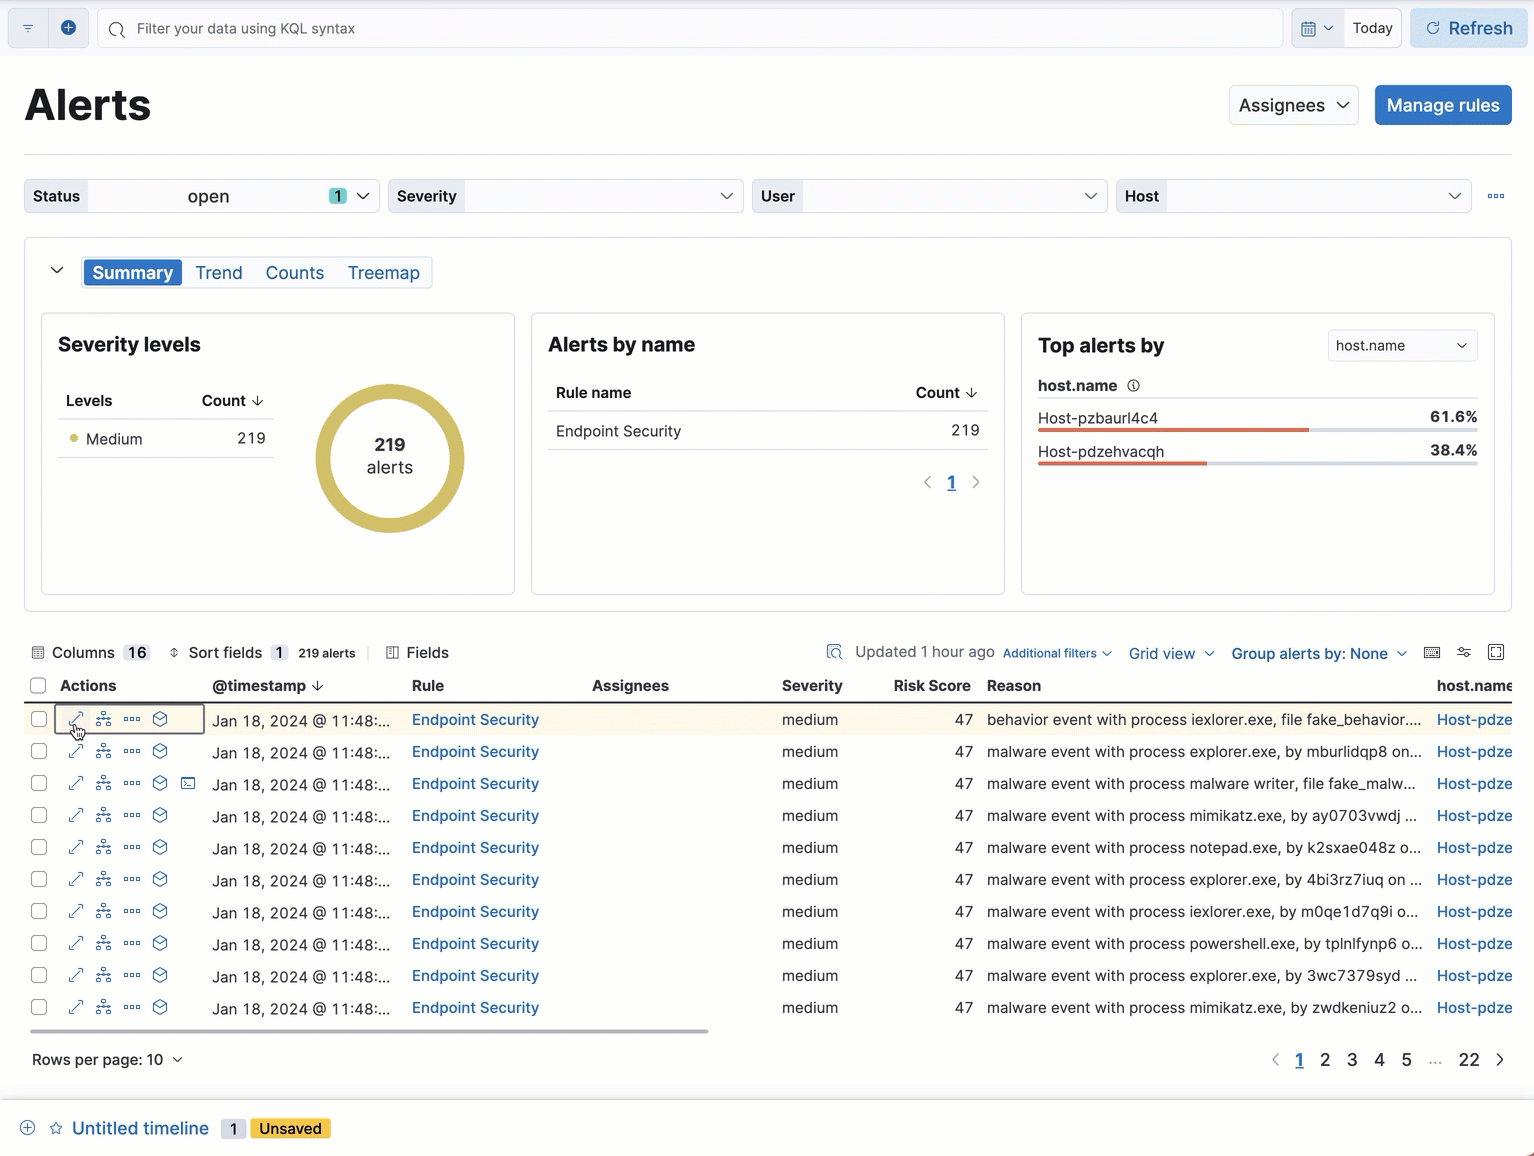 Filter your data using KQL syntax
Today
Refresh
Alerts
Assignees
Manage rules
Status open 1
Severity
User
Host
Summary Trend Counts Treemap
Severity levels
Levels Count
Medium 219
219
alerts
Alerts by name
Rule name Count
Endpoint Security 219
1
Top alerts by
host.name
host.name
Host-pzbaurl4c4 61.6%
Host-pdzehvacqh 38.4%
Columns 16 Sort fields 1 219 alerts Fields Updated 1 hour ago Additional filters Grid view Group alerts by: None
Actions @timestamp Rule Assignees Severity Risk Score Reason host.name
Jan 18, 2024 @ 11:48:... Endpoint Security medium 47 behavior event with process iexlorer.exe, file fake_behavior.... Host-pdze
Jan 18, 2024 @ 11:48:... Endpoint Security medium 47 malware event with process explorer.exe, by mburlidqp8 on... Host-pdze
Jan 18, 2024 @ 11:48:... Endpoint Security medium 47 malware event with process malware writer, file fake_malw... Host-pdze
Jan 18, 2024 @ 11:48:... Endpoint Security medium 47 malware event with process mimikatz.exe, by ay0703vwdj ... Host-pdze
Jan 18, 2024 @ 11:48:... Endpoint Security medium 47 malware event with process notepad.exe, by k2sxae048z o... Host-pdze
Jan 18, 2024 @ 11:48:... Endpoint Security medium 47 malware event with process explorer.exe, by 4bi3rz7iuq on ... Host-pdze
Jan 18, 2024 @ 11:48:... Endpoint Security medium 47 malware event with process iexlorer.exe, by m0qe1d7q9i o... Host-pdze
Jan 18, 2024 @ 11:48:... Endpoint Security medium 47 malware event with process powershell.exe, by tplnlfynp6 o... Host-pdze
Jan 18, 2024 @ 11:48:... Endpoint Security medium 47 malware event with process explorer.exe, by 3wc7379syd ... Host-pdze
Jan 18, 2024 @ 11:48:... Endpoint Security medium 47 malware event with process mimikatz.exe, by zwdkeniuz2 o... Host-pdze
Rows per page: 10
1 2 3 4 5 ... 22
Untitled timeline 1 Unsaved